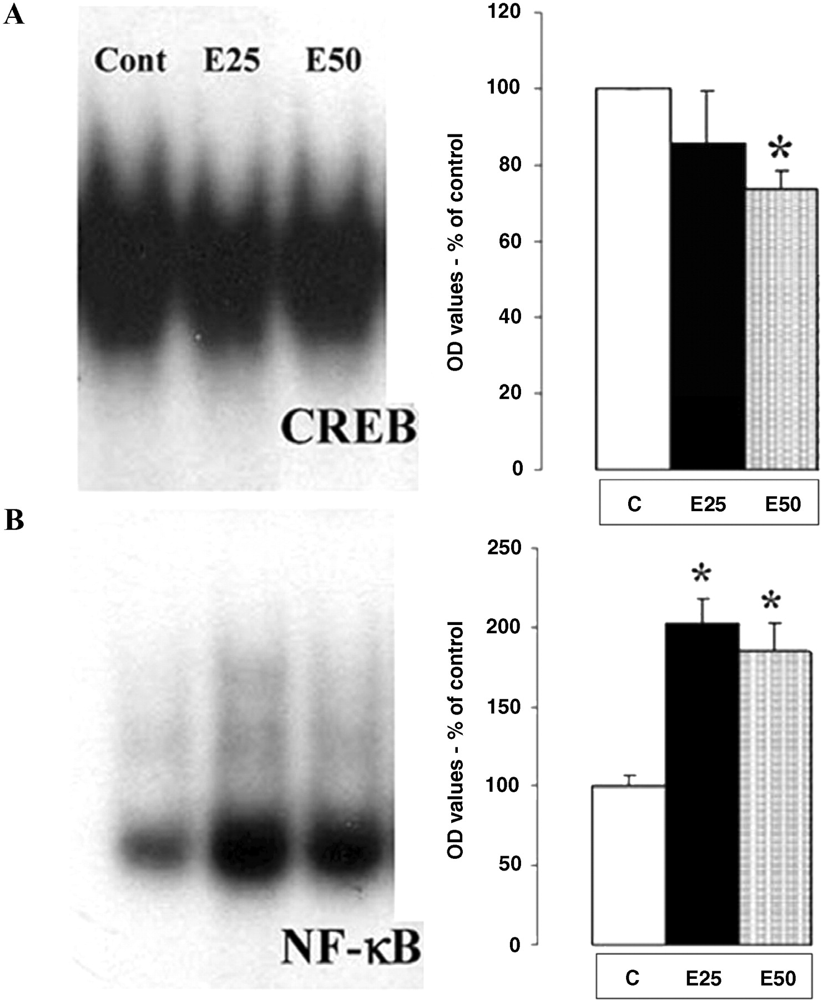 A
Cont E25 E50
CREB
OD values - % of control
120
100
80
60
40
20
0
*
C E25 E50
B
NF-κB
OD values - % of control
250
200
150
100
50
0
*
*
C E25 E50